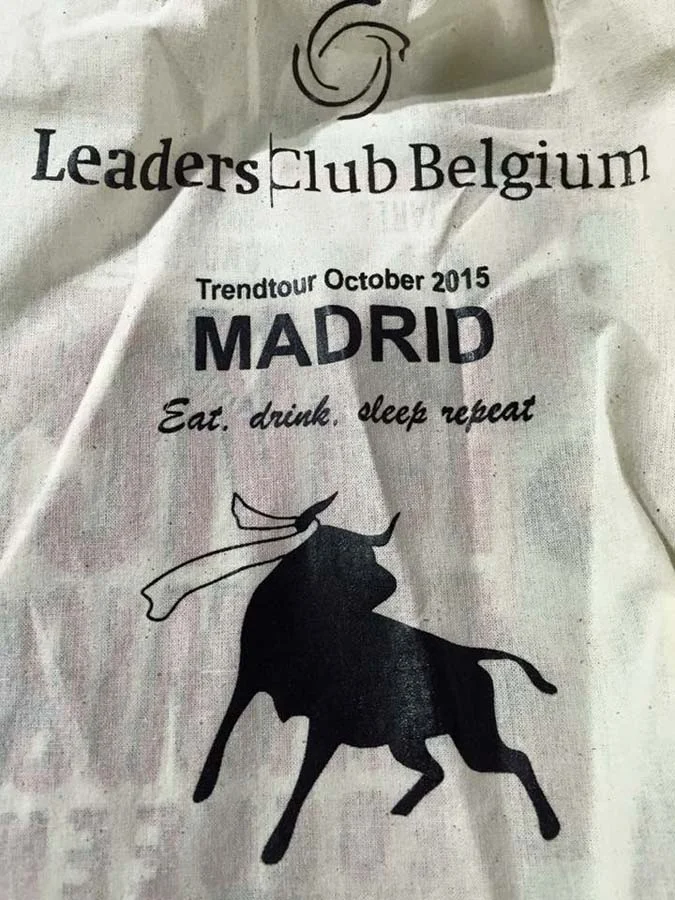 Leaders Club Belgium
Trendtour October 2015
MADRID
Eat. drink. sleep repeat